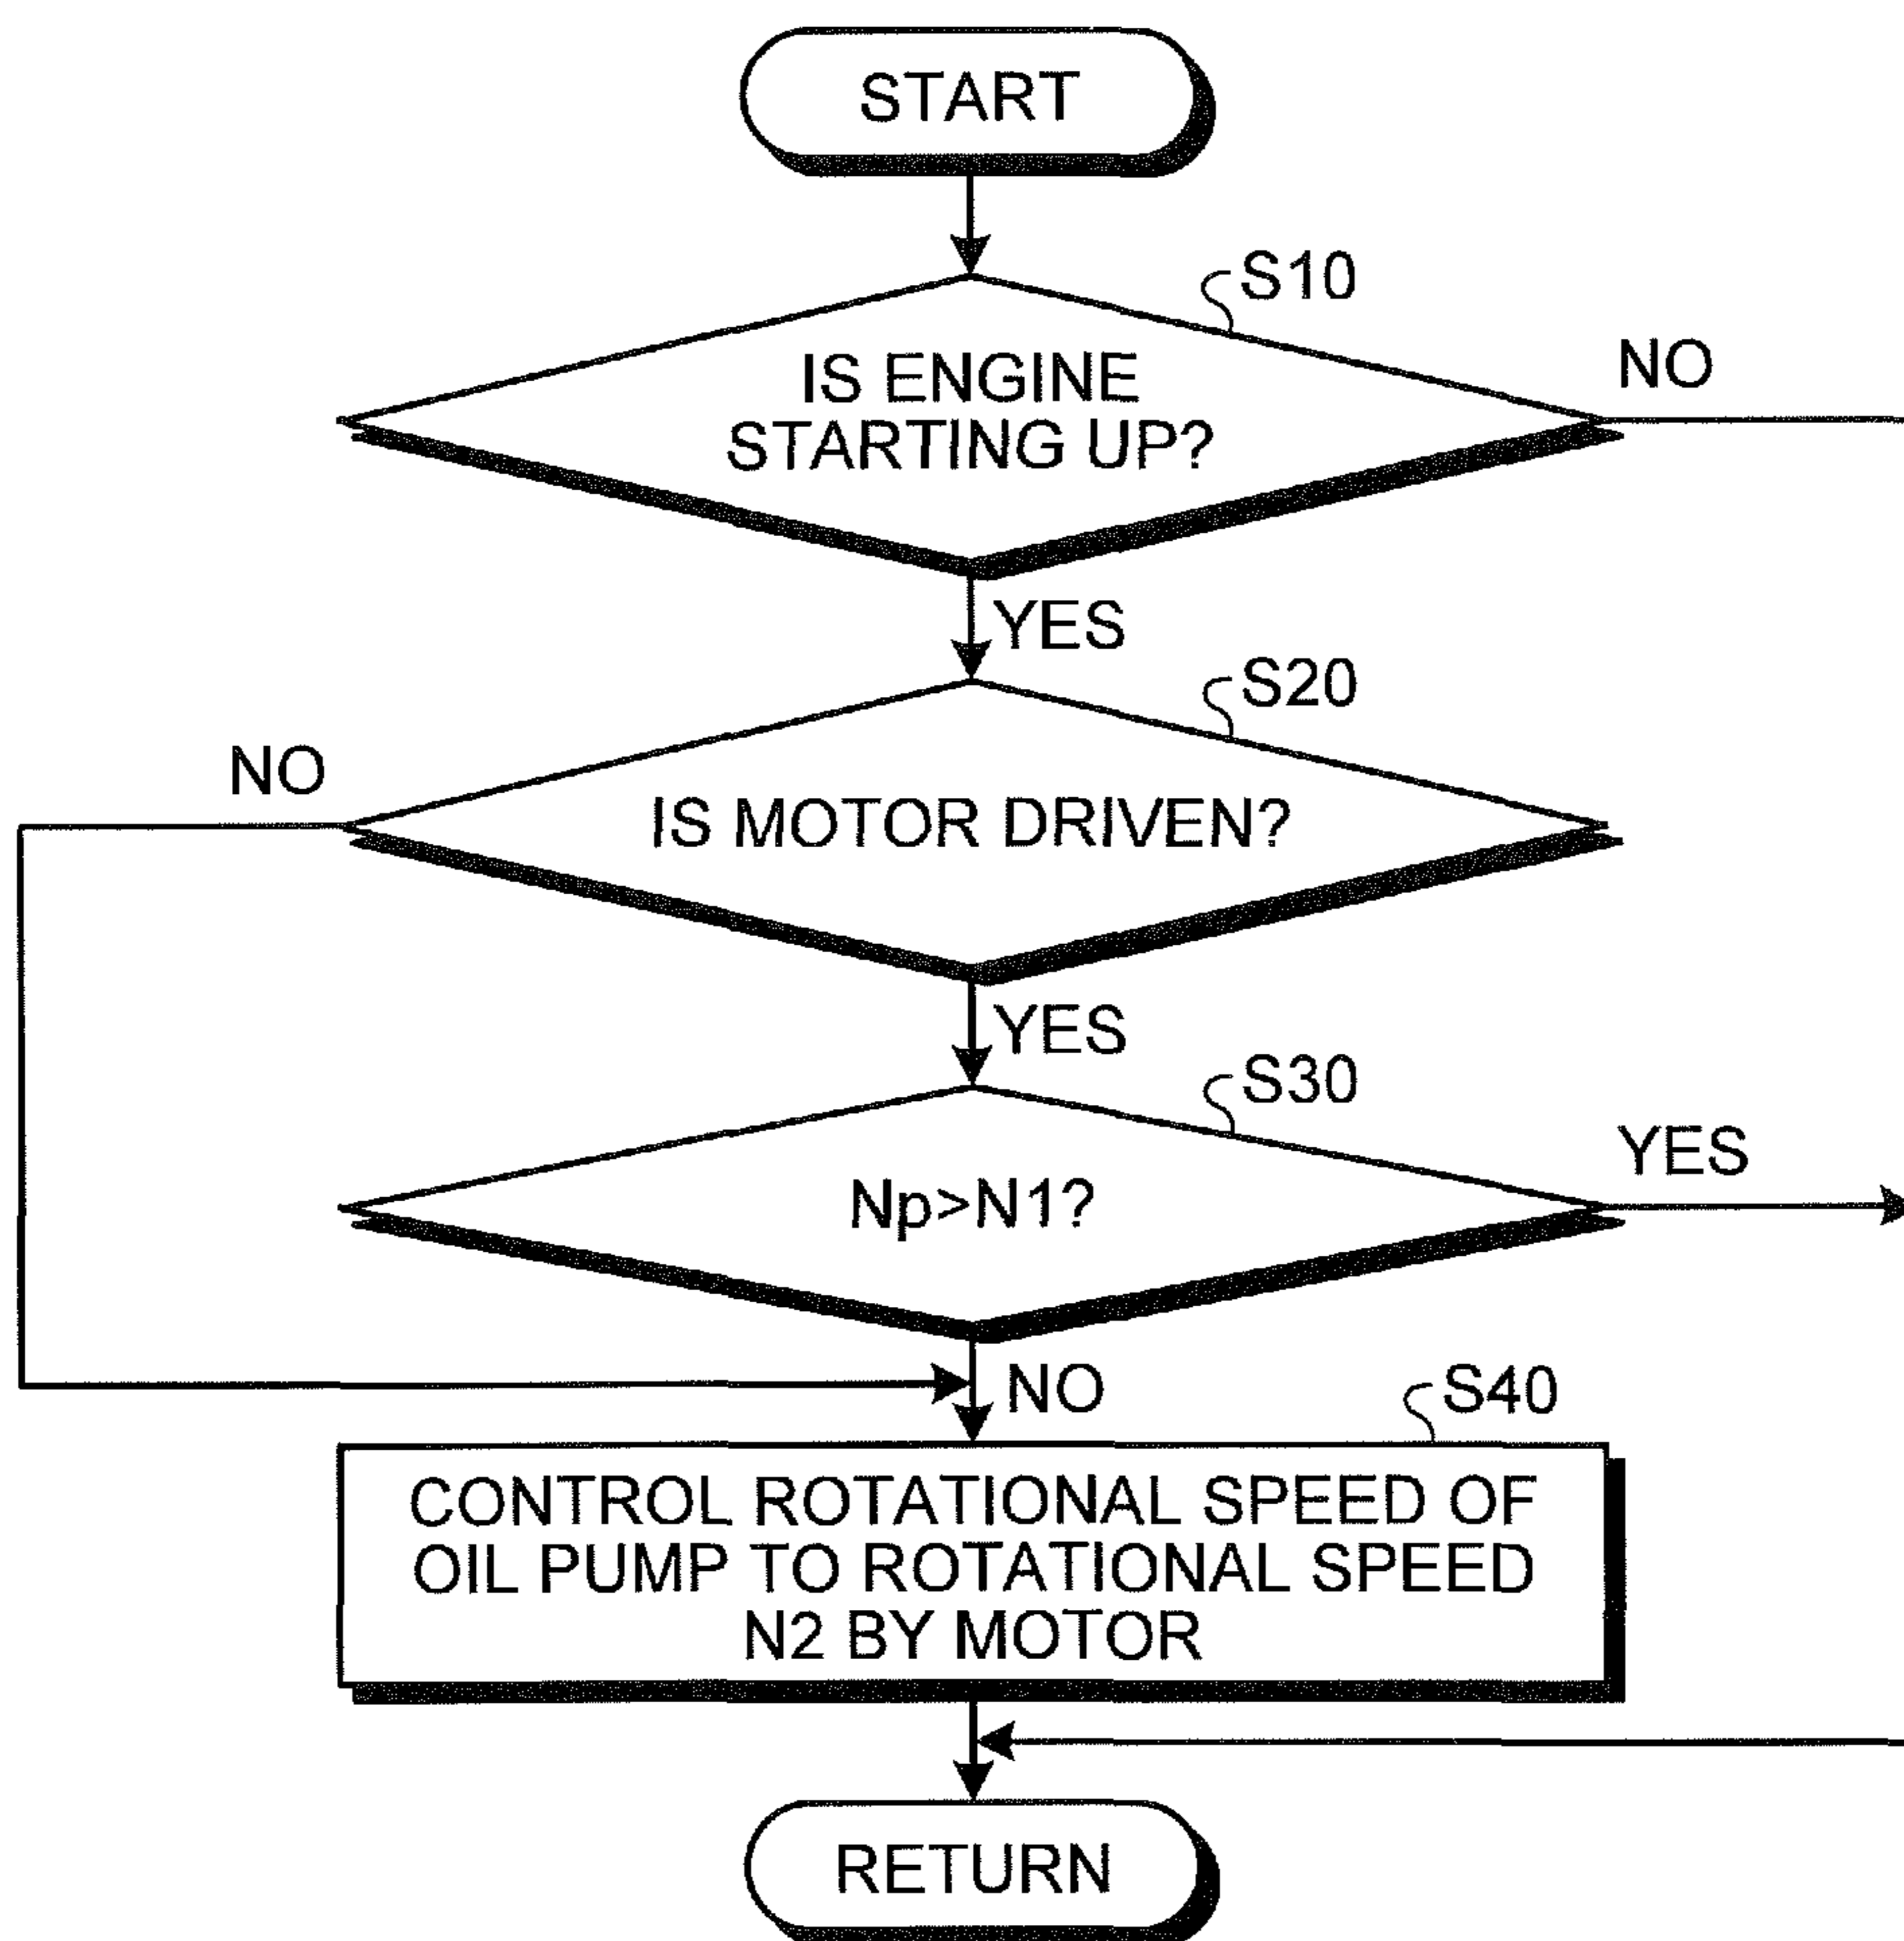 START
S10
IS ENGINE
STARTING UP?
NO
YES
S20
NO
IS MOTOR DRIVEN?
YES
S30
YES
Np>N1?
NO
S40
CONTROL ROTATIONAL SPEED OF
OIL PUMP TO ROTATIONAL SPEED
N2 BY MOTOR
RETURN